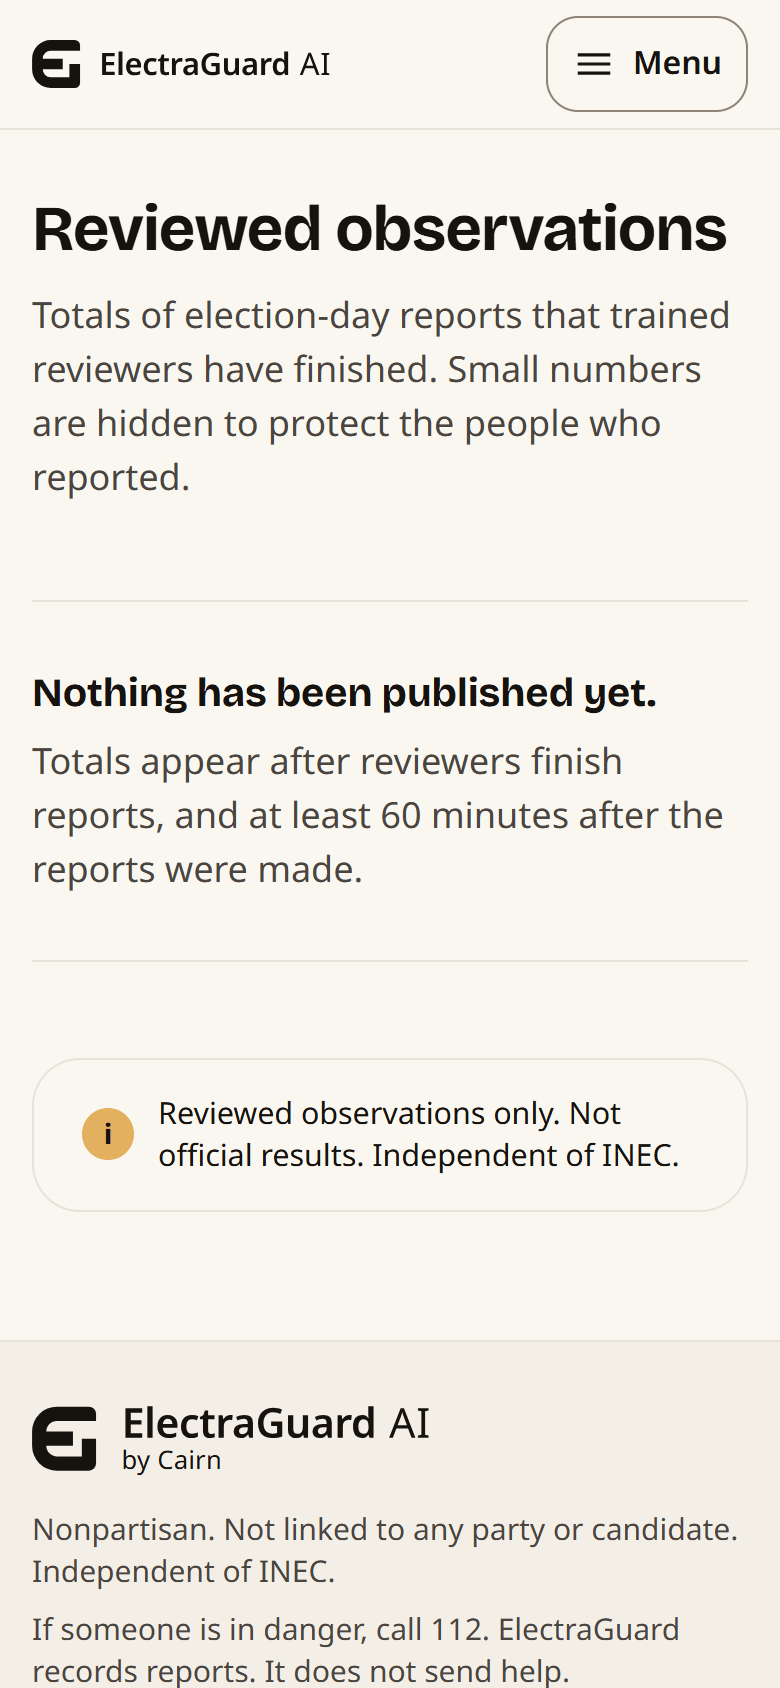 ElectraGuard AI
Menu
Reviewed observations
Totals of election-day reports that trained
reviewers have finished. Small numbers
are hidden to protect the people who
reported.
Nothing has been published yet.
Totals appear after reviewers finish
reports, and at least 60 minutes after the
reports were made.
i
Reviewed observations only. Not
official results. Independent of INEC.
ElectraGuard AI
by Cairn
Nonpartisan. Not linked to any party or candidate.
Independent of INEC.
If someone is in danger, call 112. ElectraGuard
records reports. It does not send help.